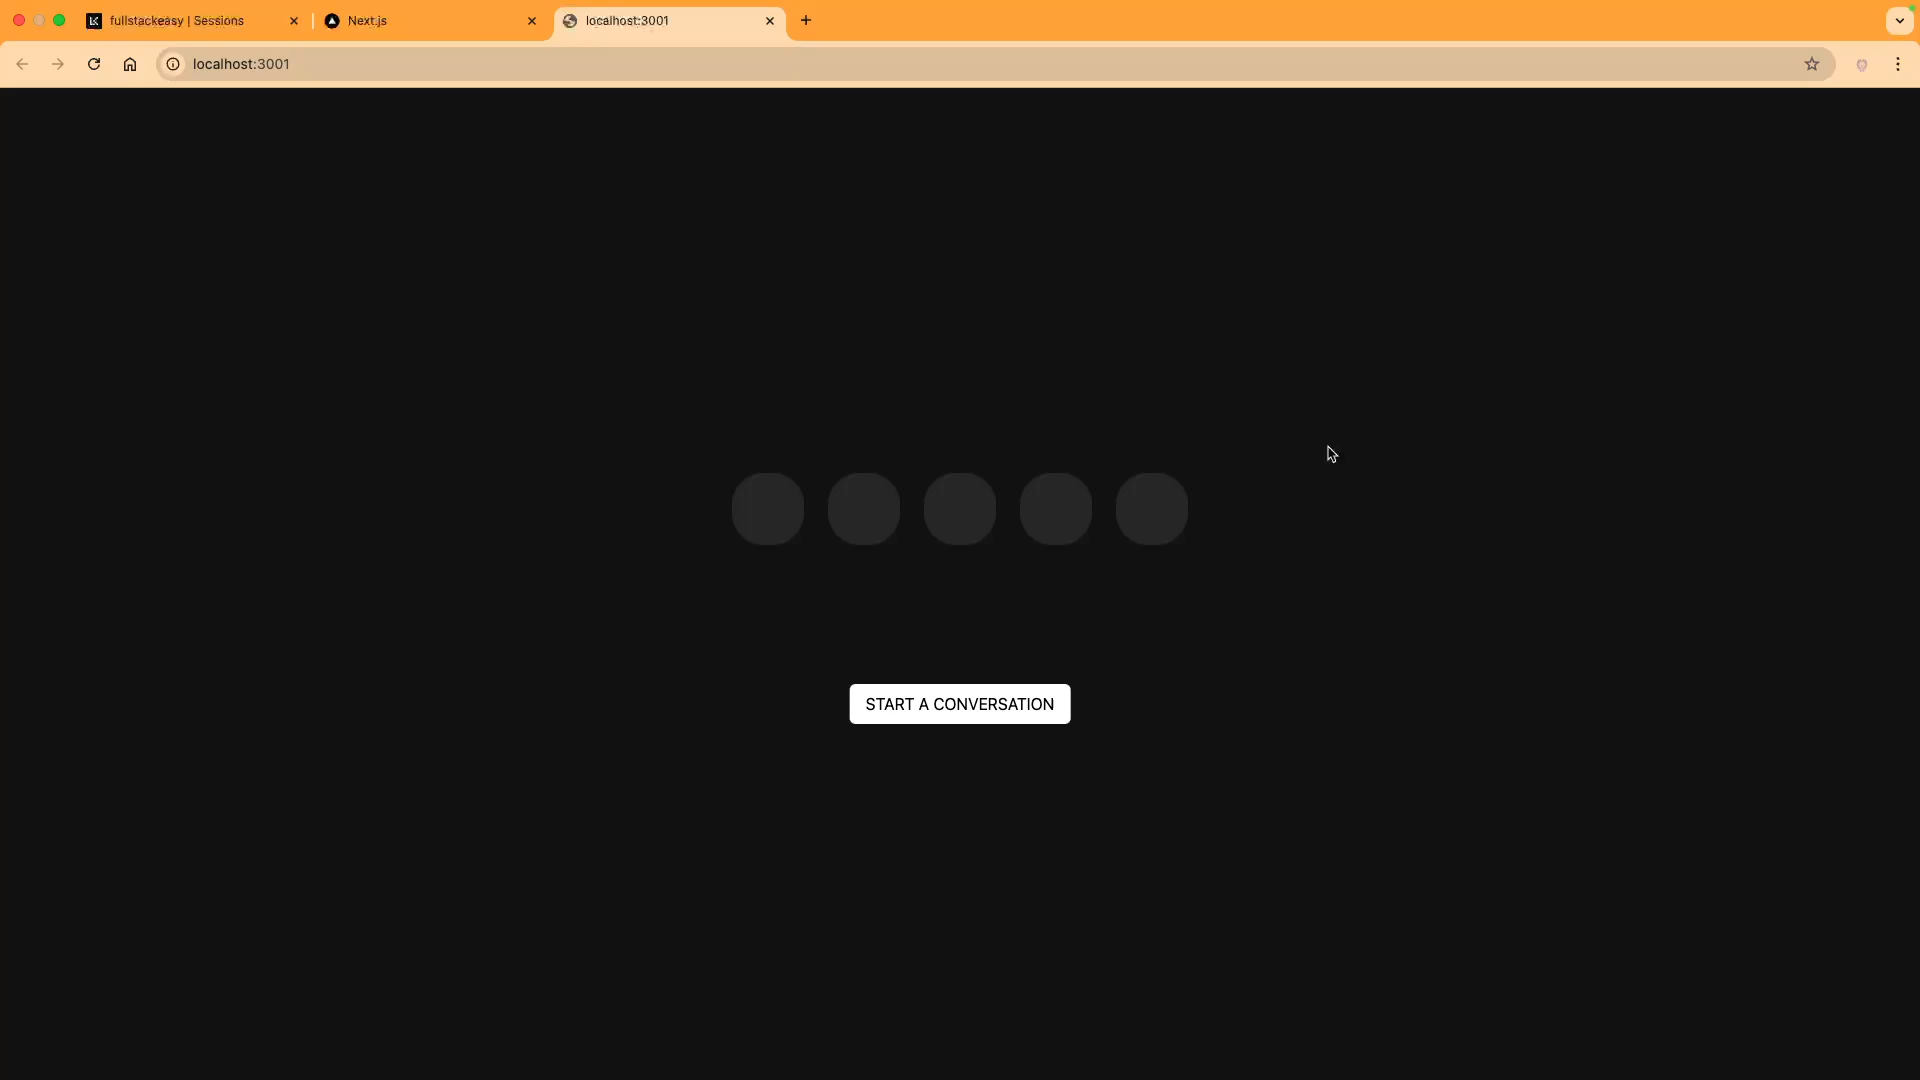 fullstackeasy | Sessions
Next.js
localhost:3001
localhost:3001
START A CONVERSATION